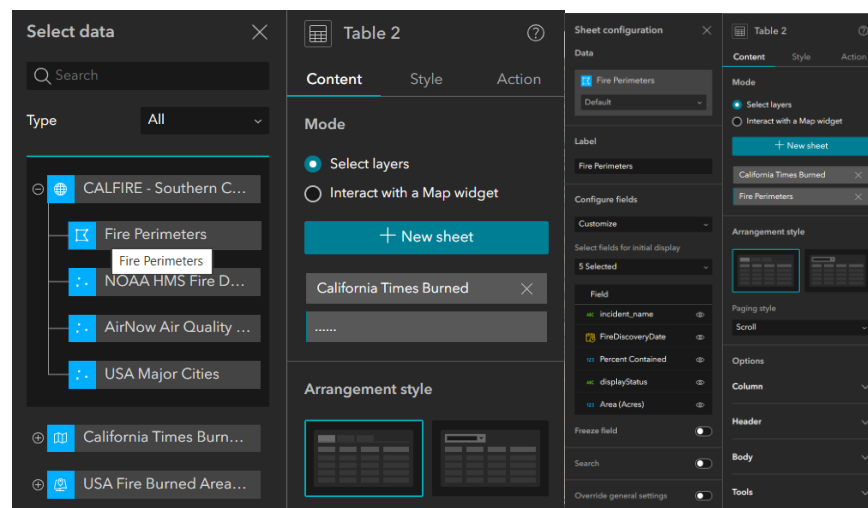 Select data
Search
Type
All
CALFIRE - Southern C...
Fire Perimeters
Fire Perimeters
NOAA HMS Fire D...
AirNow Air Quality ...
USA Major Cities
California Times Burn...
USA Fire Burned Area...
Table 2
Content Style Action
Mode
Select layers
Interact with a Map widget
+ New sheet
California Times Burned
......
Arrangement style
Sheet configuration
Data
Fire Perimeters
Default
Label
Fire Perimeters
Configure fields
Customize
Select fields for initial display
5 Selected
Field
ABC incident_name
FireDiscoveryDate
123 Percent Contained
ABC displayStatus
123 Area (Acres)
Freeze field
Search
Override general settings
Table 2
Content Style Action
Mode
Select layers
Interact with a Map widget
+ New sheet
California Times Burned
Fire Perimeters
Arrangement style
Paging style
Scroll
Options
Column
Header
Body
Tools